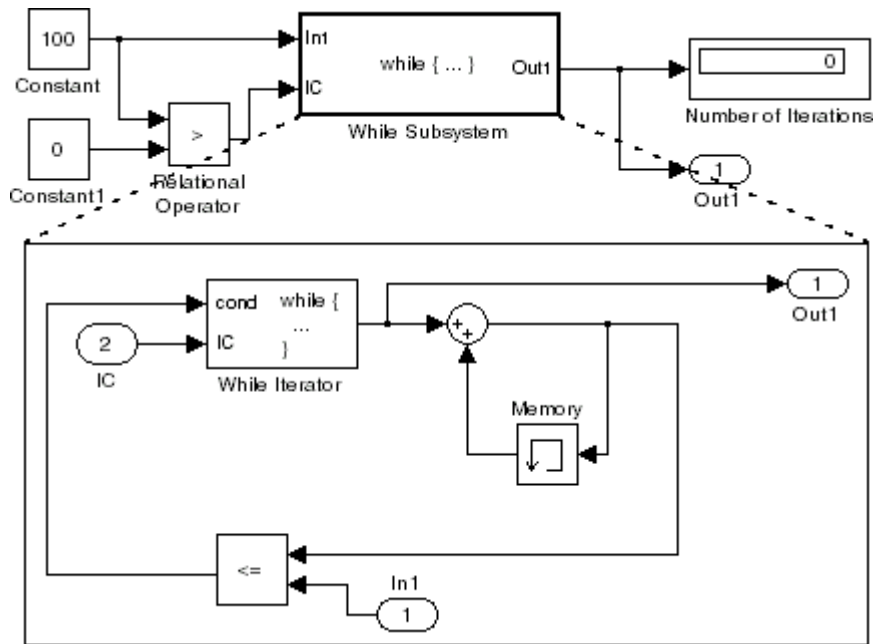 100
Constant
In1
IC
while { ... }
Out1
While Subsystem
0
Number of Iterations
0
Constant1
>
Relational
Operator
1
Out1
cond
IC
while {
...
}
While Iterator
2
IC
+
+
1
Out1
Memory
<=
In1
1